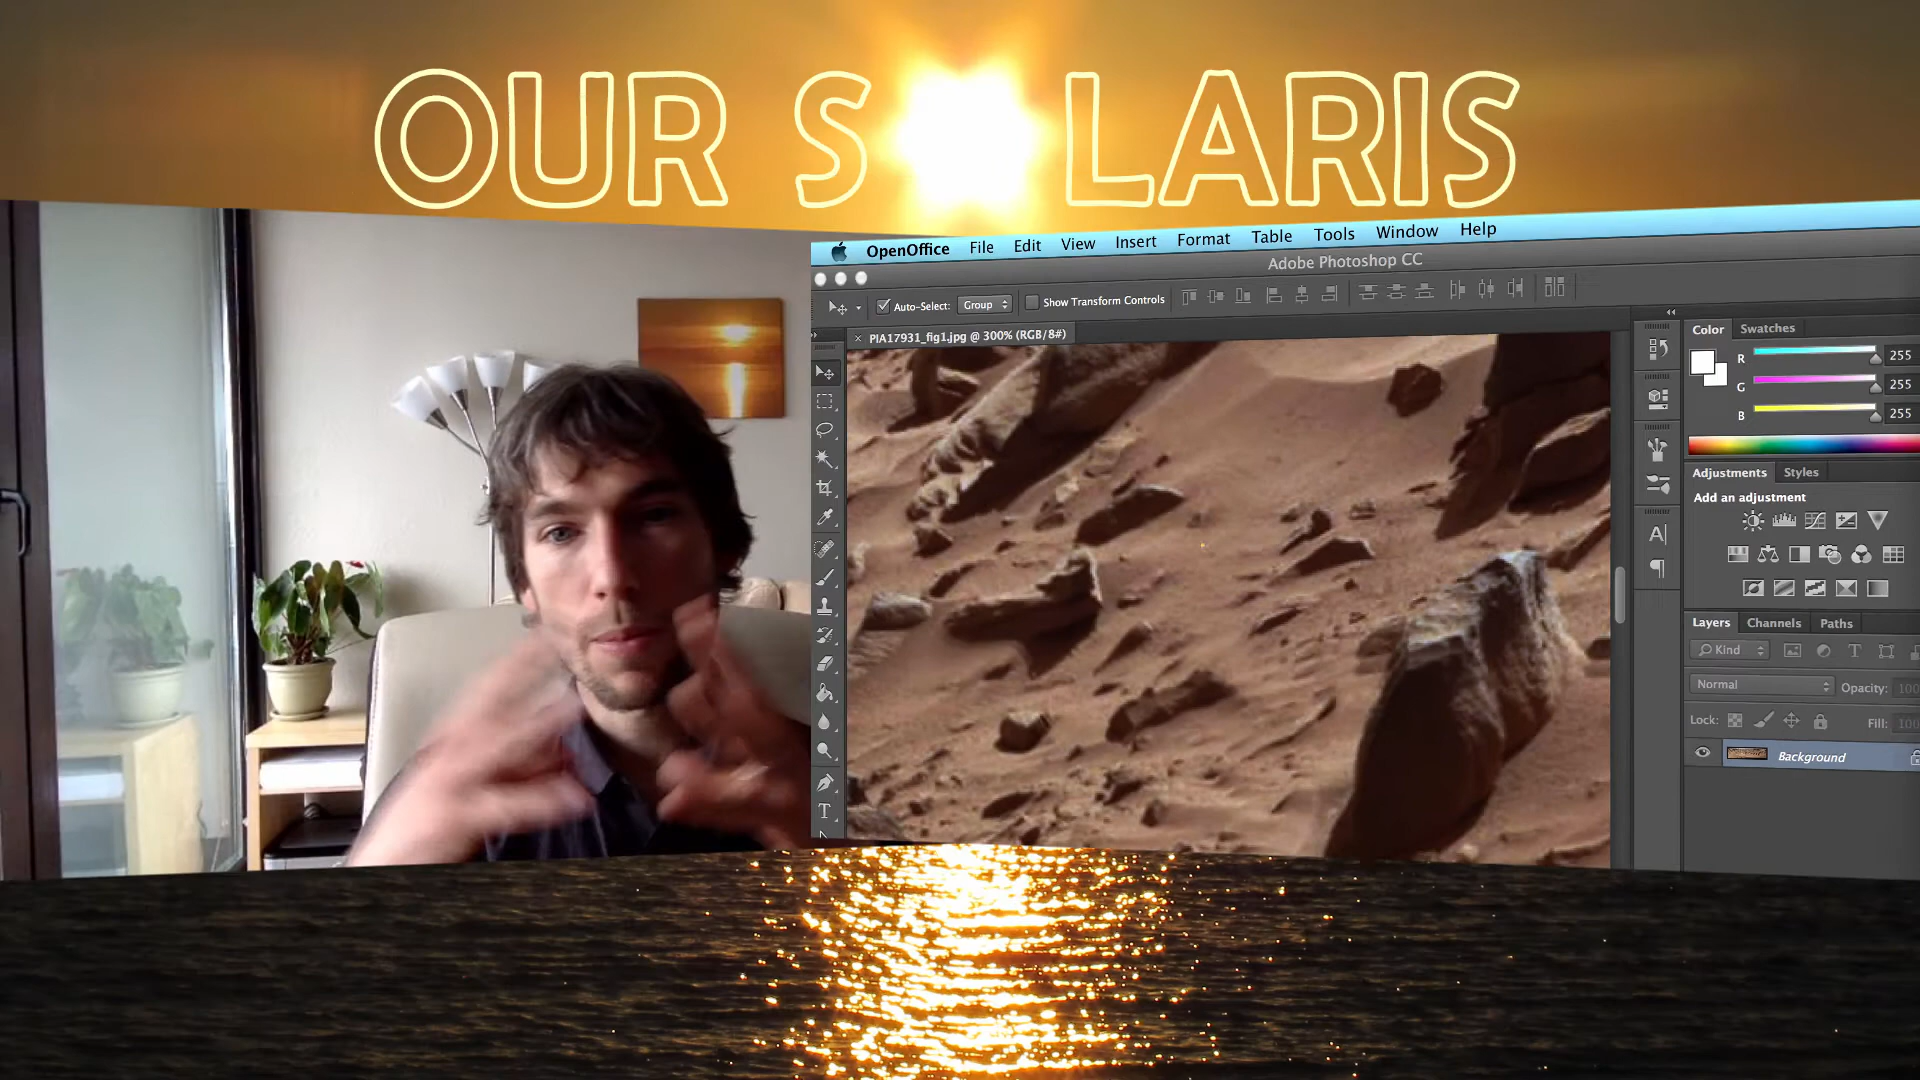 OUR S LARIS
OpenOffice File Edit View Insert Format Table Tools Window Help
Adobe Photoshop CC
Auto-Select: Group Show Transform Controls
PIA17931_fig1.jpg @ 300% (RGB/8#)
Color Swatches
R 255
G 255
B 255
Adjustments Styles
Add an adjustment
A
Layers Channels Paths
Kind T
Normal Opacity: 100
Lock: Fill: 100
Background
T